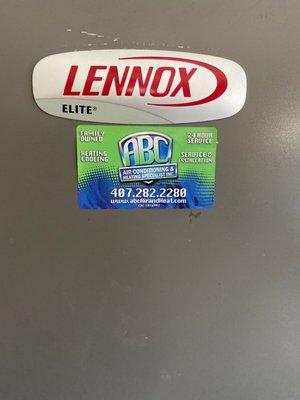 LENNOX
ELITE®
FAMILY
OWNED
24 HOUR
SERVICE
HEATING
COOLING
ABC
SERVICE &
INSTALLATION
AIR CONDITIONING &
HEATING SPECIALIST INC.
407.282.2280
www.abcAirandHeat.com